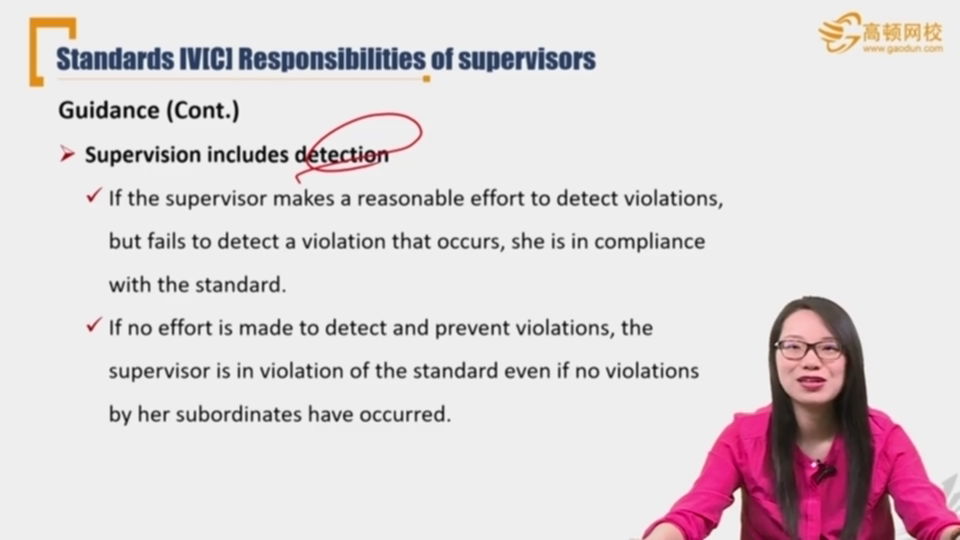 高顿网校
www.gaodun.com
Standards IV[C] Responsibilities of supervisors
Guidance (Cont.)
Supervision includes detection
If the supervisor makes a reasonable effort to detect violations,
but fails to detect a violation that occurs, she is in compliance
with the standard.
If no effort is made to detect and prevent violations, the
supervisor is in violation of the standard even if no violations
by her subordinates have occurred.